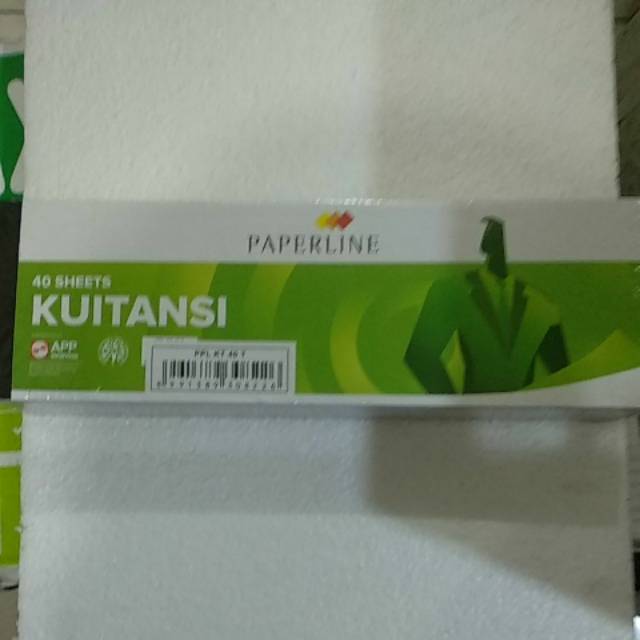 PAPERLINE
40 SHEETS
KUITANSI
APP